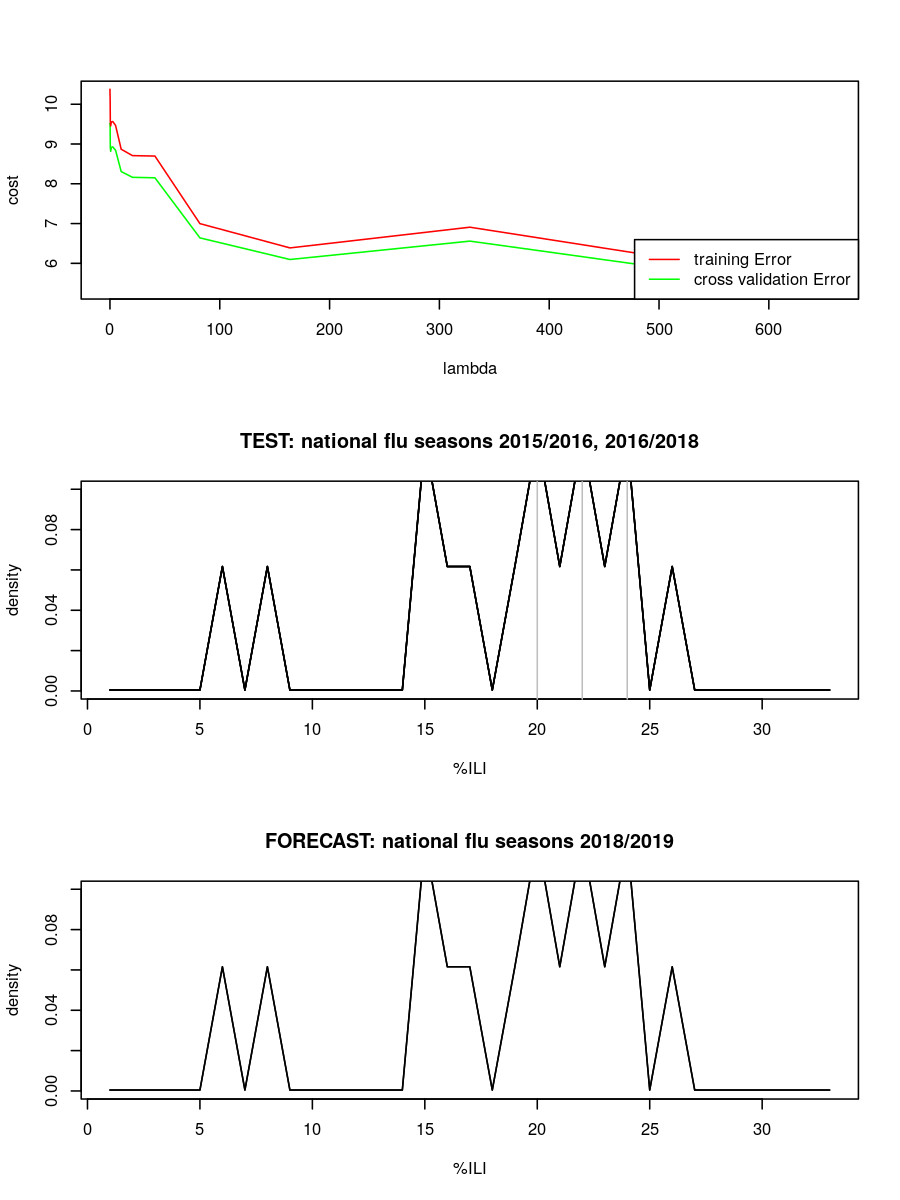 10
9
8
7
6
cost
training Error
cross validation Error
0 100 200 300 400 500 600
lambda
TEST: national flu seasons 2015/2016, 2016/2018
0.08
0.04
0.00
density
0 5 10 15 20 25 30
%ILI
FORECAST: national flu seasons 2018/2019
0.08
0.04
0.00
density
0 5 10 15 20 25 30
%ILI